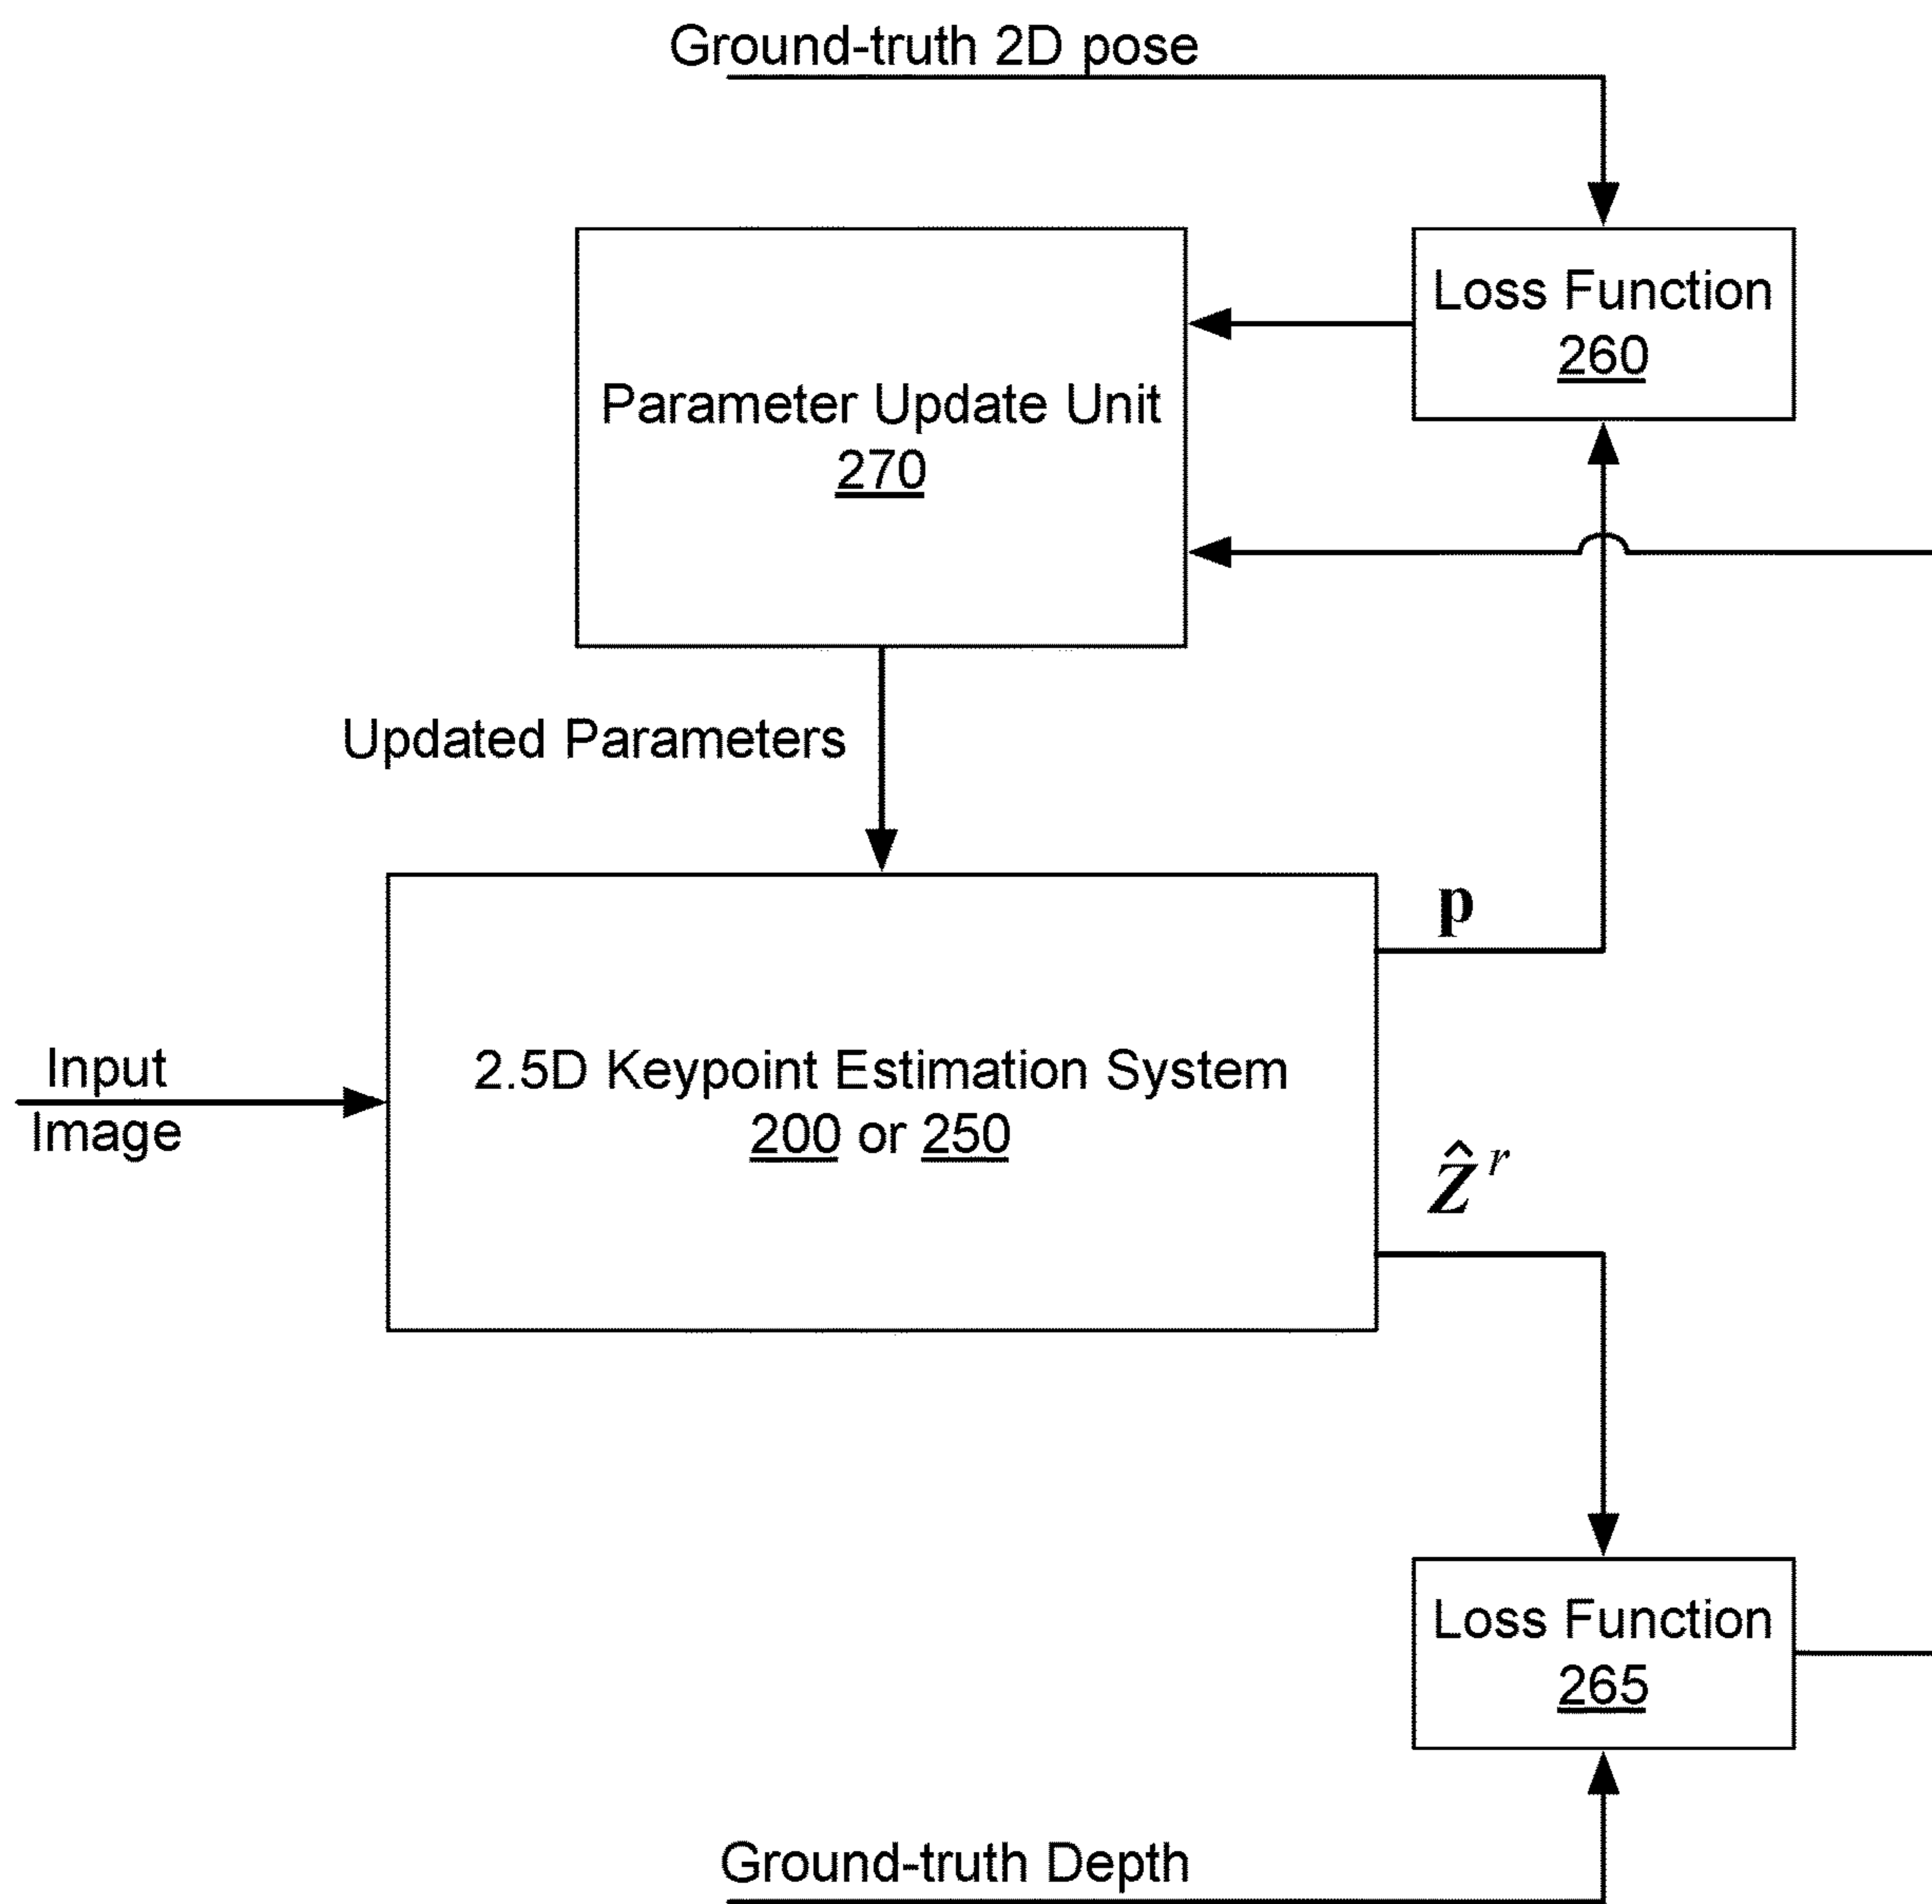 Ground-truth 2D pose
Loss Function
260
Parameter Update Unit
270
Updated Parameters
p
Input
Image
2.5D Keypoint Estimation System
200 or 250
Ẑʳ
Loss Function
265
Ground-truth Depth